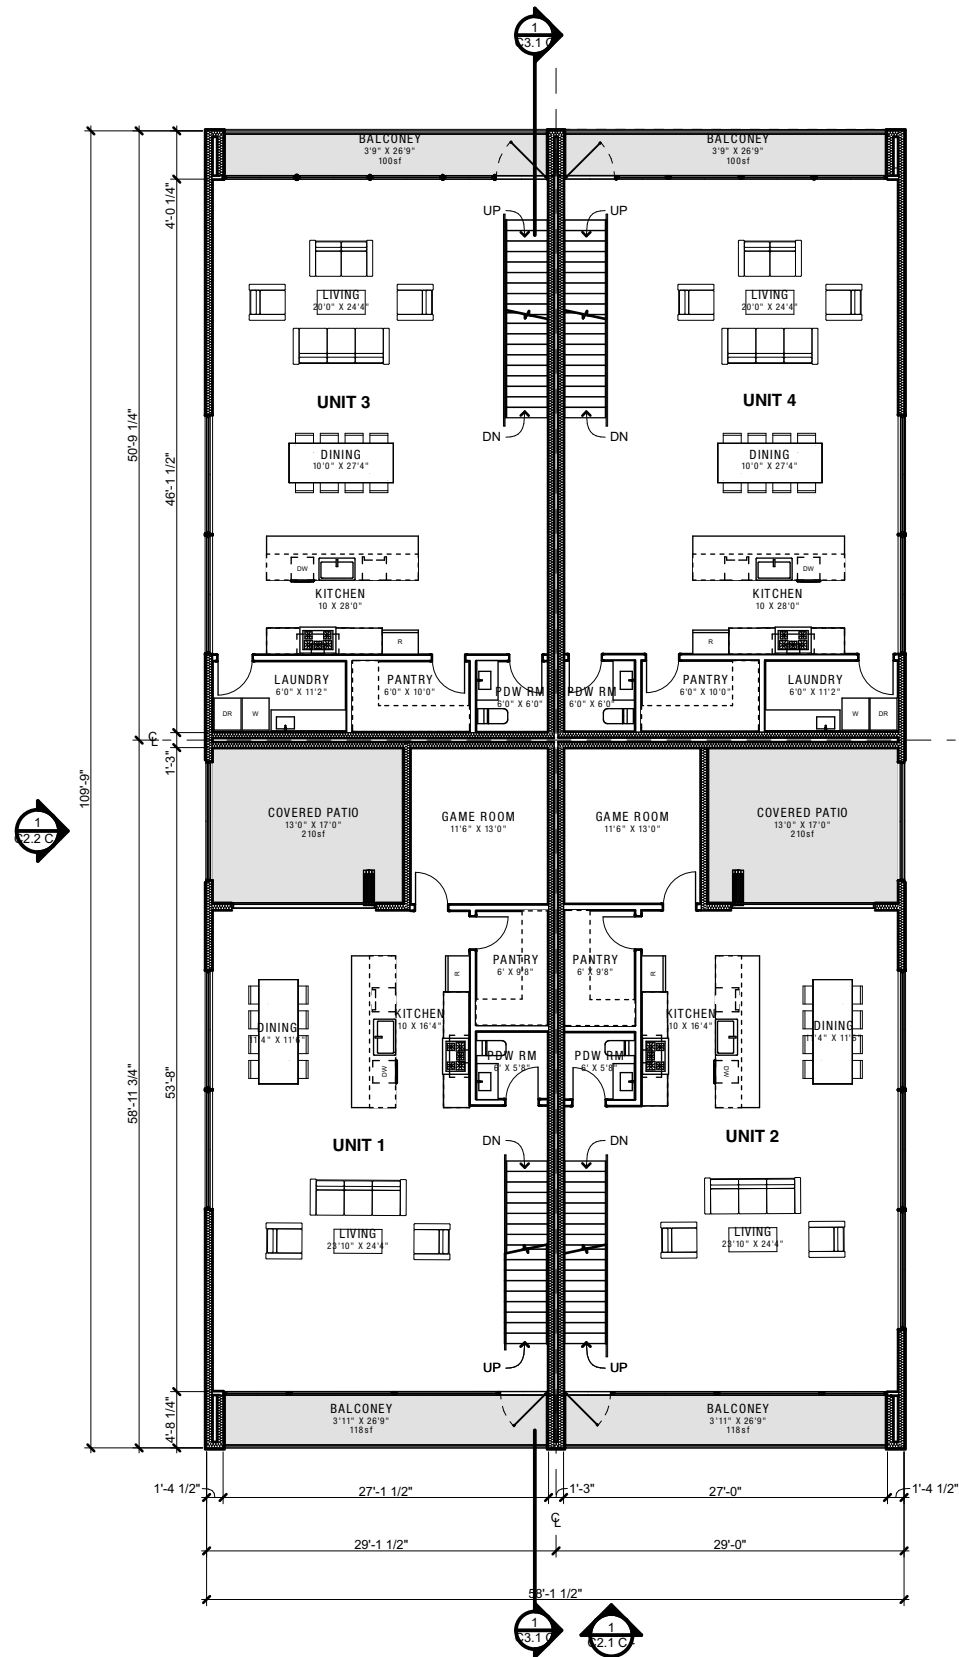 1
C3.1 C
BALCONEY
3'9" X 26'9"
100sf
BALCONEY
3'9" X 26'9"
100sf
4'-0 1/4"
UP
UP
LIVING
20'0" X 24'4"
LIVING
20'0" X 24'4"
UNIT 3
UNIT 4
50'-9 1/4"
46'-1 1/2"
DN
DN
DINING
10'0" X 27'4"
DINING
10'0" X 27'4"
DW
DW
KITCHEN
10 X 28'0"
KITCHEN
10 X 28'0"
R
R
LAUNDRY
6'0" X 11'2"
PANTRY
6'0" X 10'0"
PDW RM
6'0" X 6'0"
PDW RM
6'0" X 6'0"
PANTRY
6'0" X 10'0"
LAUNDRY
6'0" X 11'2"
DR
W
W
DR
CL
1'-3"
109'-9"
1
C2.2 C
COVERED PATIO
13'0" X 17'0"
210sf
GAME ROOM
11'6" X 13'0"
GAME ROOM
11'6" X 13'0"
COVERED PATIO
13'0" X 17'0"
210sf
PANTRY
6' X 9'8"
PANTRY
6' X 9'8"
R
R
KITCHEN
10 X 16'4"
KITCHEN
10 X 16'4"
DINING
11'4" X 11'6"
DINING
11'4" X 11'6"
DW
DW
PDW RM
6' X 5'8"
PDW RM
6' X 5'8"
53'-8"
58'-11 3/4"
UNIT 1
UNIT 2
DN
DN
LIVING
23'10" X 24'4"
LIVING
23'10" X 24'4"
UP
UP
4'-8 1/4"
BALCONEY
3'11" X 26'9"
118sf
BALCONEY
3'11" X 26'9"
118sf
1'-4 1/2"
27'-1 1/2"
1'-3"
27'-0"
1'-4 1/2"
CL
29'-1 1/2"
29'-0"
58'-1 1/2"
1
C3.1 C
1
C2.1 C